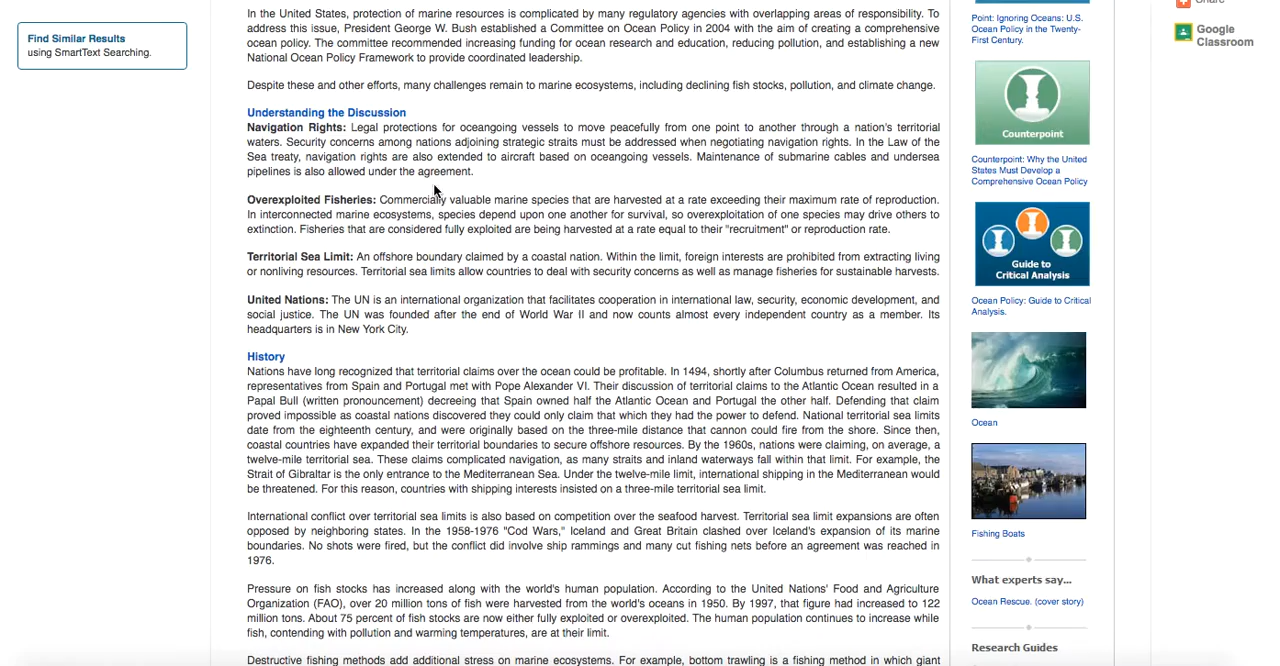 Find Similar Results
using SmartText Searching.
In the United States, protection of marine resources is complicated by many regulatory agencies with overlapping areas of responsibility. To
address this issue, President George W. Bush established a Committee on Ocean Policy in 2004 with the aim of creating a comprehensive
ocean policy. The committee recommended increasing funding for ocean research and education, reducing pollution, and establishing a new
National Ocean Policy Framework to provide coordinated leadership.
Despite these and other efforts, many challenges remain to marine ecosystems, including declining fish stocks, pollution, and climate change.
Understanding the Discussion
Navigation Rights: Legal protections for oceangoing vessels to move peacefully from one point to another through a nation's territorial
waters. Security concerns among nations adjoining strategic straits must be addressed when negotiating navigation rights. In the Law of the
Sea treaty, navigation rights are also extended to aircraft based on oceangoing vessels. Maintenance of submarine cables and undersea
pipelines is also allowed under the agreement.
Overexploited Fisheries: Commercially valuable marine species that are harvested at a rate exceeding their maximum rate of reproduction.
In interconnected marine ecosystems, species depend upon one another for survival, so overexploitation of one species may drive others to
extinction. Fisheries that are considered fully exploited are being harvested at a rate equal to their "recruitment" or reproduction rate.
Territorial Sea Limit: An offshore boundary claimed by a coastal nation. Within the limit, foreign interests are prohibited from extracting living
or nonliving resources. Territorial sea limits allow countries to deal with security concerns as well as manage fisheries for sustainable harvests.
United Nations: The UN is an international organization that facilitates cooperation in international law, security, economic development, and
social justice. The UN was founded after the end of World War II and now counts almost every independent country as a member. Its
headquarters is in New York City.
History
Nations have long recognized that territorial claims over the ocean could be profitable. In 1494, shortly after Columbus returned from America,
representatives from Spain and Portugal met with Pope Alexander VI. Their discussion of territorial claims to the Atlantic Ocean resulted in a
Papal Bull (written pronouncement) decreeing that Spain owned half the Atlantic Ocean and Portugal the other half. Defending that claim
proved impossible as coastal nations discovered they could only claim that which they had the power to defend. National territorial sea limits
date from the eighteenth century, and were originally based on the three-mile distance that cannon could fire from the shore. Since then,
coastal countries have expanded their territorial boundaries to secure offshore resources. By the 1960s, nations were claiming, on average, a
twelve-mile territorial sea. These claims complicated navigation, as many straits and inland waterways fall within that limit. For example, the
Strait of Gibraltar is the only entrance to the Mediterranean Sea. Under the twelve-mile limit, international shipping in the Mediterranean would
be threatened. For this reason, countries with shipping interests insisted on a three-mile territorial sea limit.
International conflict over territorial sea limits is also based on competition over the seafood harvest. Territorial sea limit expansions are often
opposed by neighboring states. In the 1958-1976 "Cod Wars," Iceland and Great Britain clashed over Iceland's expansion of its marine
boundaries. No shots were fired, but the conflict did involve ship rammings and many cut fishing nets before an agreement was reached in
1976.
Pressure on fish stocks has increased along with the world's human population. According to the United Nations' Food and Agriculture
Organization (FAO), over 20 million tons of fish were harvested from the world's oceans in 1950. By 1997, that figure had increased to 122
million tons. About 75 percent of fish stocks are now either fully exploited or overexploited. The human population continues to increase while
fish, contending with pollution and warming temperatures, are at their limit.
Destructive fishing methods add additional stress on marine ecosystems. For example, bottom trawling is a fishing method in which giant
Point: Ignoring Oceans: U.S.
Ocean Policy in the Twenty-
First Century.
Counterpoint
Counterpoint: Why the United
States Must Develop a
Comprehensive Ocean Policy
Guide to
Critical Analysis
Ocean Policy: Guide to Critical
Analysis.
Ocean
Fishing Boats
What experts say...
Ocean Rescue. (cover story)
Research Guides
Share
Google
Classroom